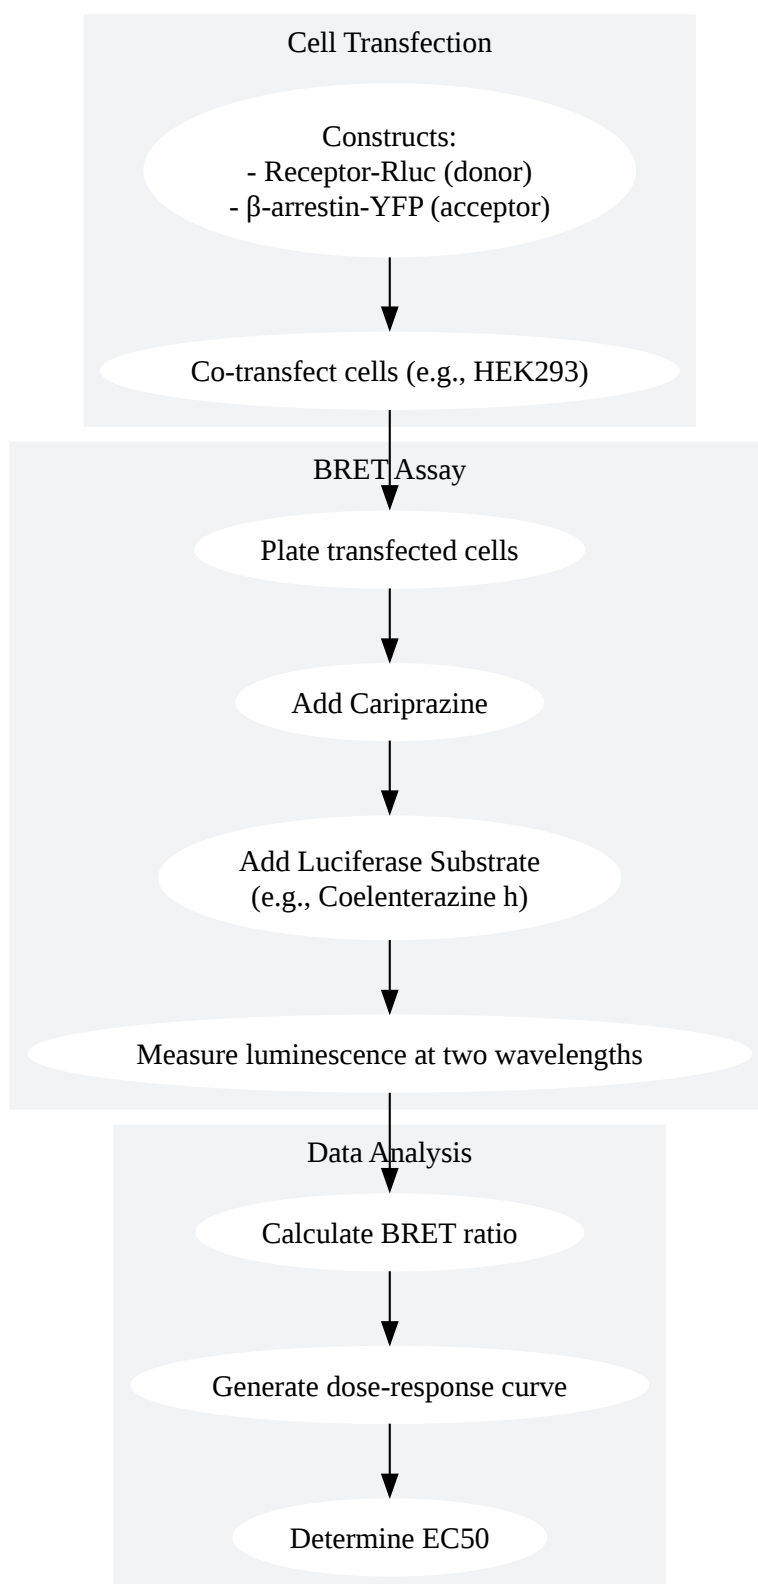 Cell Transfection
Constructs:
- Receptor-Rluc (donor)
- β-arrestin-YFP (acceptor)
Co-transfect cells (e.g., HEK293)
BRET Assay
Plate transfected cells
Add Cariprazine
Add Luciferase Substrate
(e.g., Coelenterazine h)
Measure luminescence at two wavelengths
Data Analysis
Calculate BRET ratio
Generate dose-response curve
Determine EC50